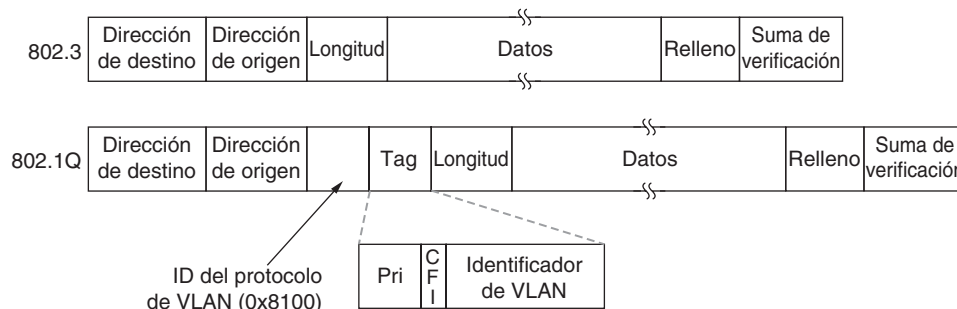 802.3
Dirección
de destino
Dirección
de origen
Longitud
Datos
Relleno
Suma de
verificación
802.1Q
Dirección
de destino
Dirección
de origen
Tag
Longitud
Datos
Relleno
Suma de
verificación
ID del protocolo
de VLAN (0x8100)
Pri
C
F
I
Identificador
de VLAN